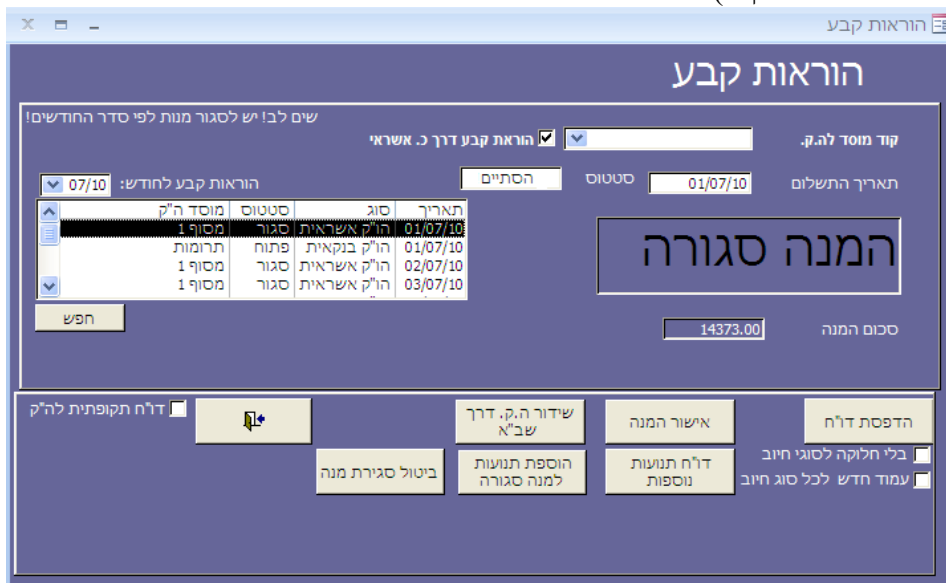 הוראות קבע
הוראות קבע
שים לב! יש לסגור מנות לפי סדר החודשים!
קוד מוסד לה.ק.
הוראת קבע דרך כ. אשראי
תאריך התשלום 01/07/10 סטטוס הסתיים
הוראות קבע לחודש: 07/10
תאריך סוג סטטוס מוסד ה"ק
01/07/10 הו"ק אשראית סגור מסוף 1
01/07/10 הו"ק בנקאית פתוח תרומות
02/07/10 הו"ק אשראית סגור מסוף 1
03/07/10 הו"ק אשראית סגור מסוף 1
המנה סגורה
חפש
סכום המנה 14373.00
הדפסת דו"ח
אישור המנה
שידור ה.ק. דרך
שב"א
דו"ח תקופתית לה"ק
בלי חלוקה לסוגי חיוב
עמוד חדש לכל סוג חיוב
דו"ח תנועות
נוספות
הוספת תנועות
למנה סגורה
ביטול סגירת מנה